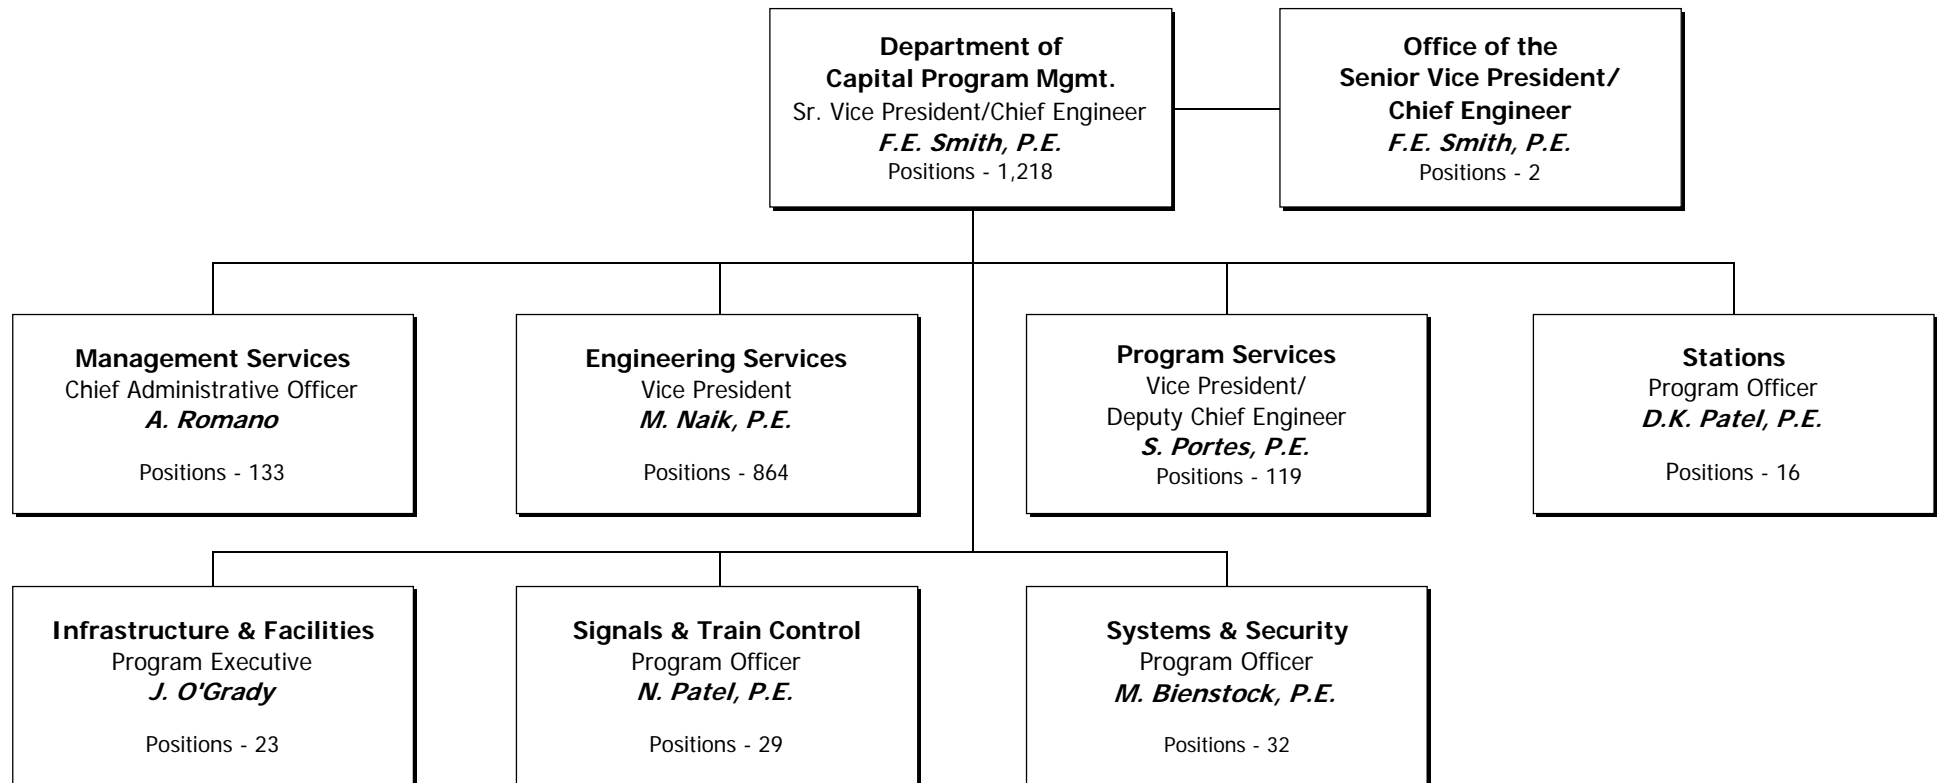 Department of
Capital Program Mgmt.
Sr. Vice President/Chief Engineer
F.E. Smith, P.E.
Positions - 1,218
Office of the
Senior Vice President/
Chief Engineer
F.E. Smith, P.E.
Positions - 2
Management Services
Chief Administrative Officer
A. Romano
Positions - 133
Engineering Services
Vice President
M. Naik, P.E.
Positions - 864
Program Services
Vice President/
Deputy Chief Engineer
S. Portes, P.E.
Positions - 119
Stations
Program Officer
D.K. Patel, P.E.
Positions - 16
Infrastructure & Facilities
Program Executive
J. O'Grady
Positions - 23
Signals & Train Control
Program Officer
N. Patel, P.E.
Positions - 29
Systems & Security
Program Officer
M. Bienstock, P.E.
Positions - 32